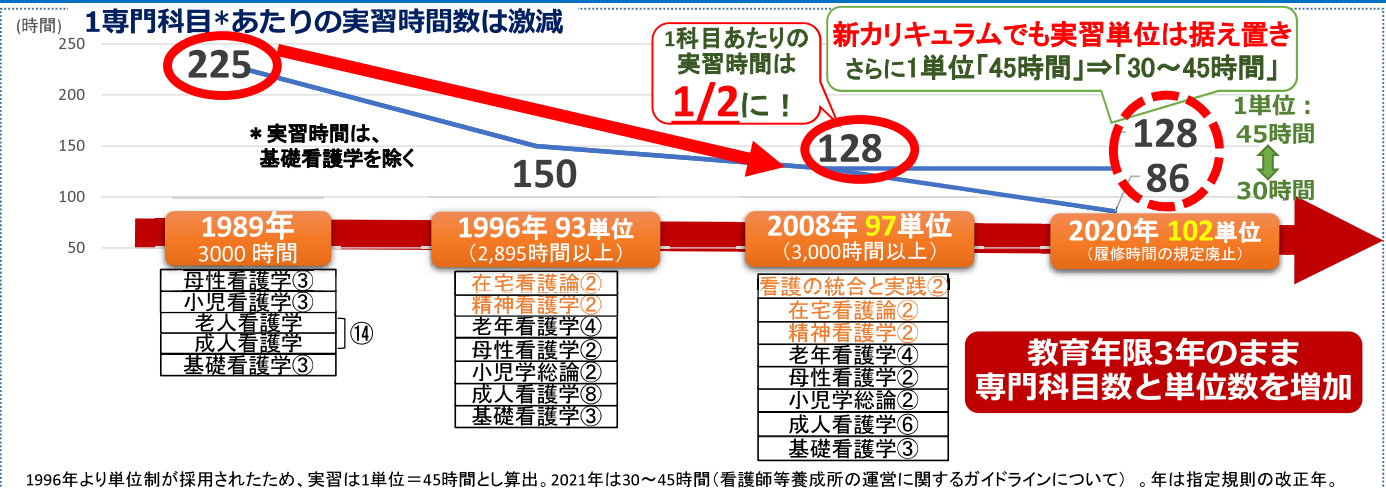 1専門科目*あたりの実習時間数は激減
(時間)
250
200
150
100
50
225
150
128
128
86
*実習時間は、
基礎看護学を除く
1科目あたりの
実習時間は
1/2に！
新カリキュラムでも実習単位は据え置き
さらに1単位「45時間」⇒「30～45時間」
1単位：
45時間
30時間
1989年
3000 時間
母性看護学③
小児看護学③
老人看護学
成人看護学
⑭
基礎看護学③
1996年 93単位
(2,895時間以上)
在宅看護論②
精神看護学②
老年看護学④
母性看護学②
小児学総論②
成人看護学⑧
基礎看護学③
2008年 97単位
(3,000時間以上)
看護の統合と実践②
在宅看護論②
精神看護学②
老年看護学④
母性看護学②
小児学総論②
成人看護学⑥
基礎看護学③
2020年 102単位
(履修時間の規定廃止)
教育年限3年のまま
専門科目数と単位数を増加
1996年より単位制が採用されたため、実習は1単位＝45時間とし算出。2021年は30～45時間（看護師等養成所の運営に関するガイドラインについて） 。年は指定規則の改正年。